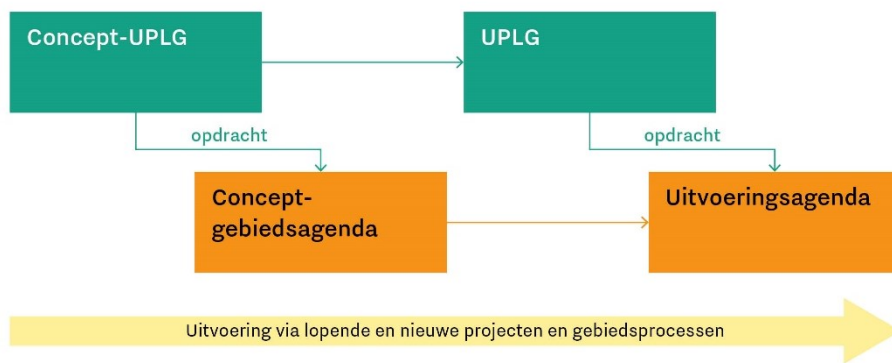 Concept-UPLG
UPLG
opdracht
opdracht
Concept-
gebiedsagenda
Uitvoeringsagenda
Uitvoering via lopende en nieuwe projecten en gebiedsprocessen